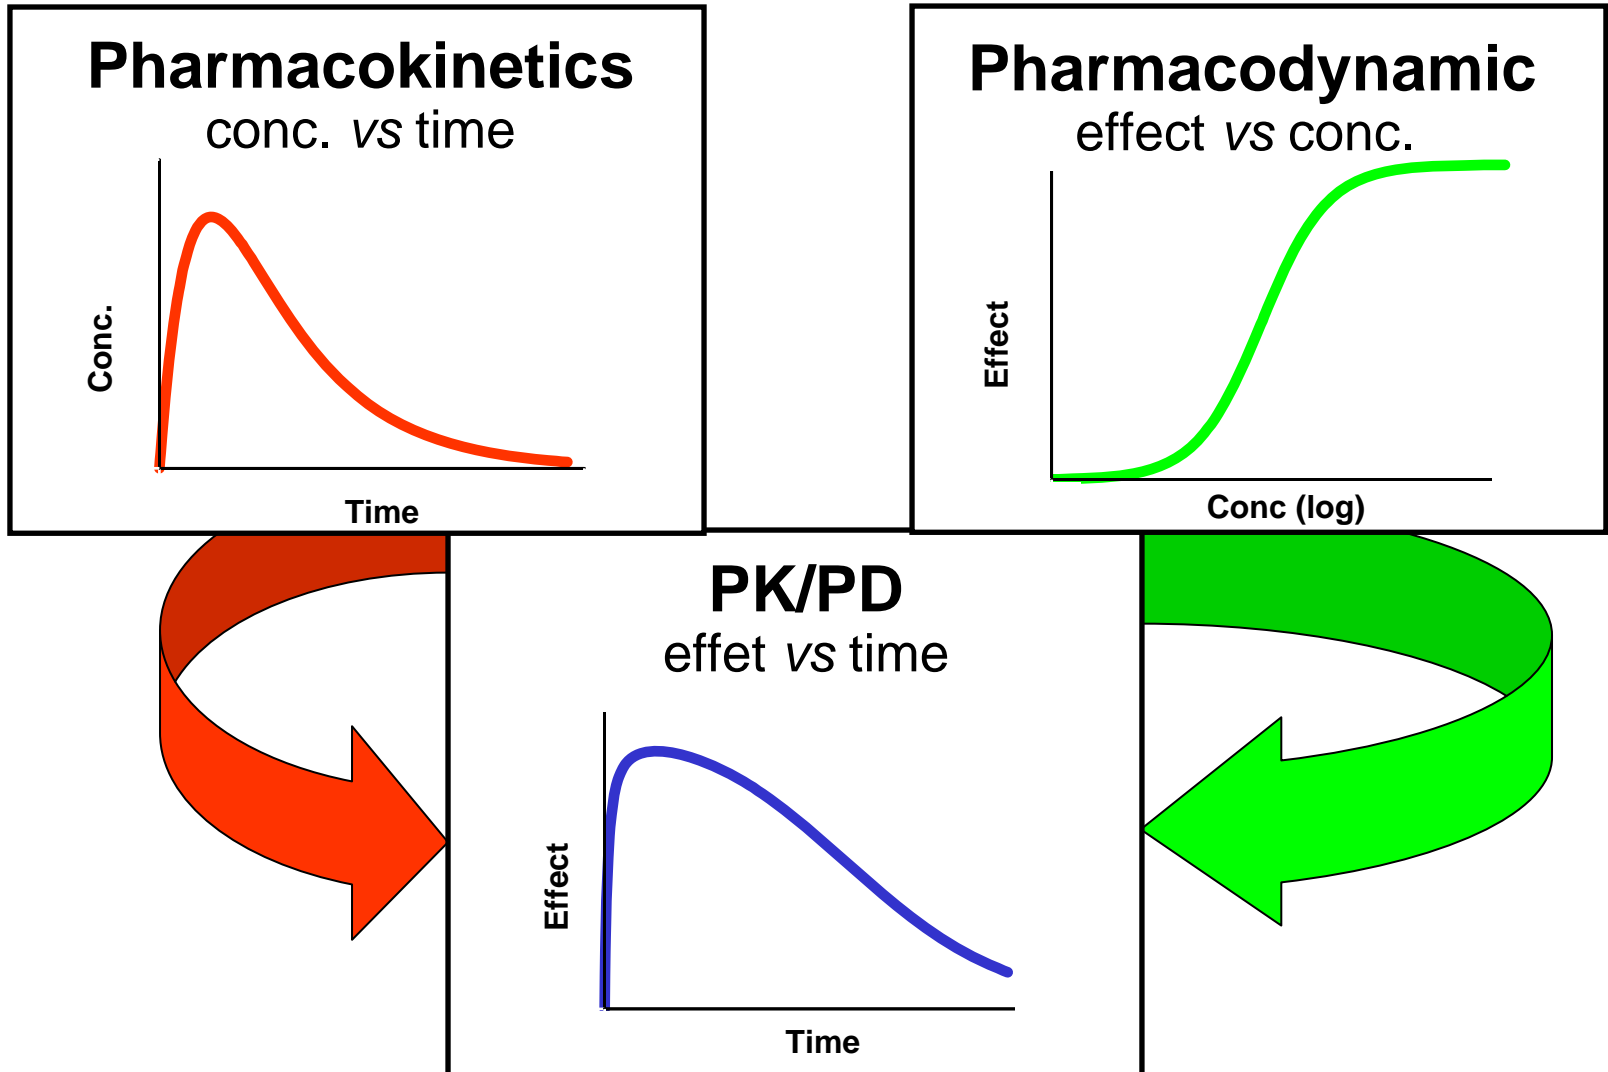 Pharmacokinetics
conc. vs time
Conc.
Time
Pharmacodynamic
effect vs conc.
Effect
Conc (log)
PK/PD
effet vs time
Effect
Time